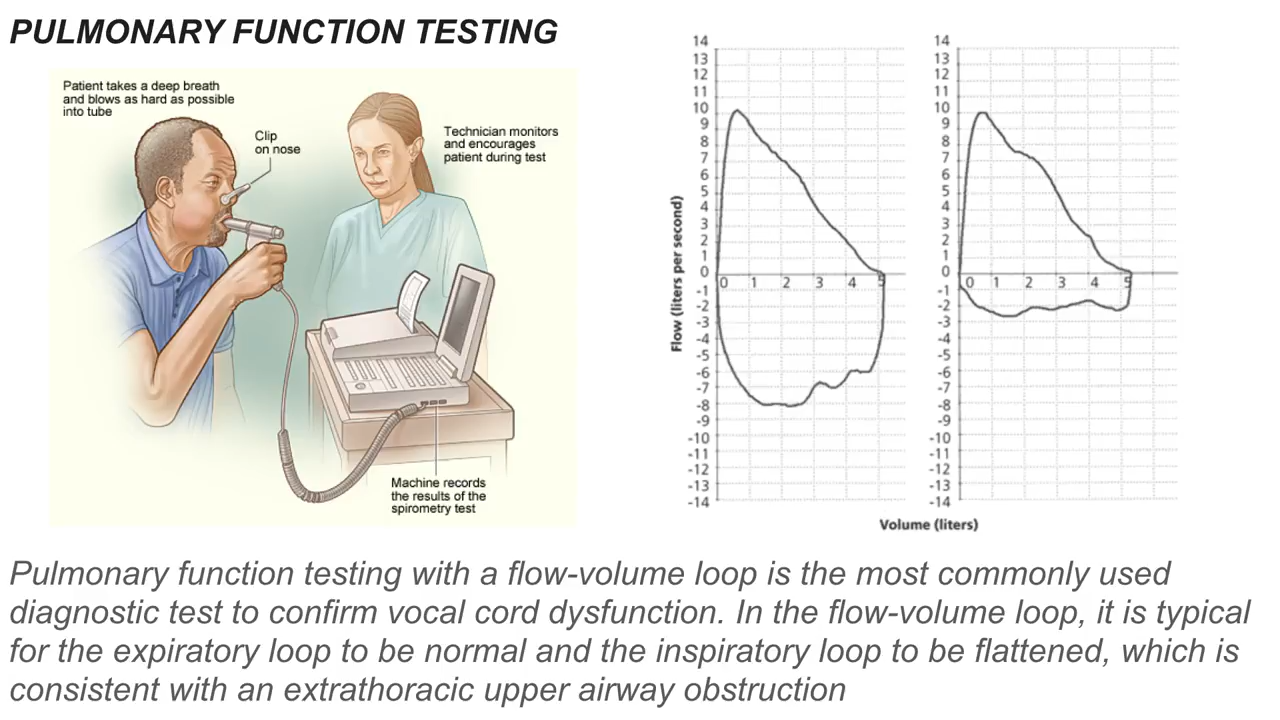 PULMONARY FUNCTION TESTING
Patient takes a deep breath
and blows as hard as possible
into tube
Clip
on nose
Technician monitors
and encourages
patient during test
Machine records
the results of the
spirometry test
Flow (liters per second)
14
13
12
11
10
9
8
7
6
5
4
3
2
1
0
-1
-2
-3
-4
-5
-6
-7
-8
-9
-10
-11
-12
-13
-14
0 1 2 3 4 5
14
13
12
11
10
9
8
7
6
5
4
3
2
1
0
-1
-2
-3
-4
-5
-6
-7
-8
-9
-10
-11
-12
-13
-14
0 1 2 3 4 5
Volume (liters)
Pulmonary function testing with a flow-volume loop is the most commonly used
diagnostic test to confirm vocal cord dysfunction. In the flow-volume loop, it is typical
for the expiratory loop to be normal and the inspiratory loop to be flattened, which is
consistent with an extrathoracic upper airway obstruction